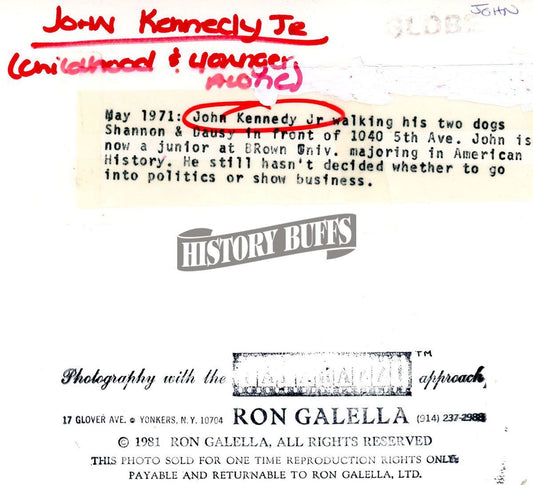 JOHN KENNEDY JR
JOHN
GLOBE
(Childhood & younger
ALONE)
May 1971: John Kennedy Jr walking his two dogs
Shannon & Dausy in front of 1040 5th Ave. John is
now a junior at BRown Univ. majoring in American
History. He still hasn't decided whether to go
into politics or show business.
HISTORY BUFFS
Photography with the PAPARAZZI ™ approach
17 GLOVER AVE. • YONKERS, N.Y. 10704 RON GALELLA (914) 237-2988
© 1981 RON GALELLA, ALL RIGHTS RESERVED
THIS PHOTO SOLD FOR ONE TIME REPRODUCTION RIGHTS ONLY
PAYABLE AND RETURNABLE TO RON GALELLA, LTD.